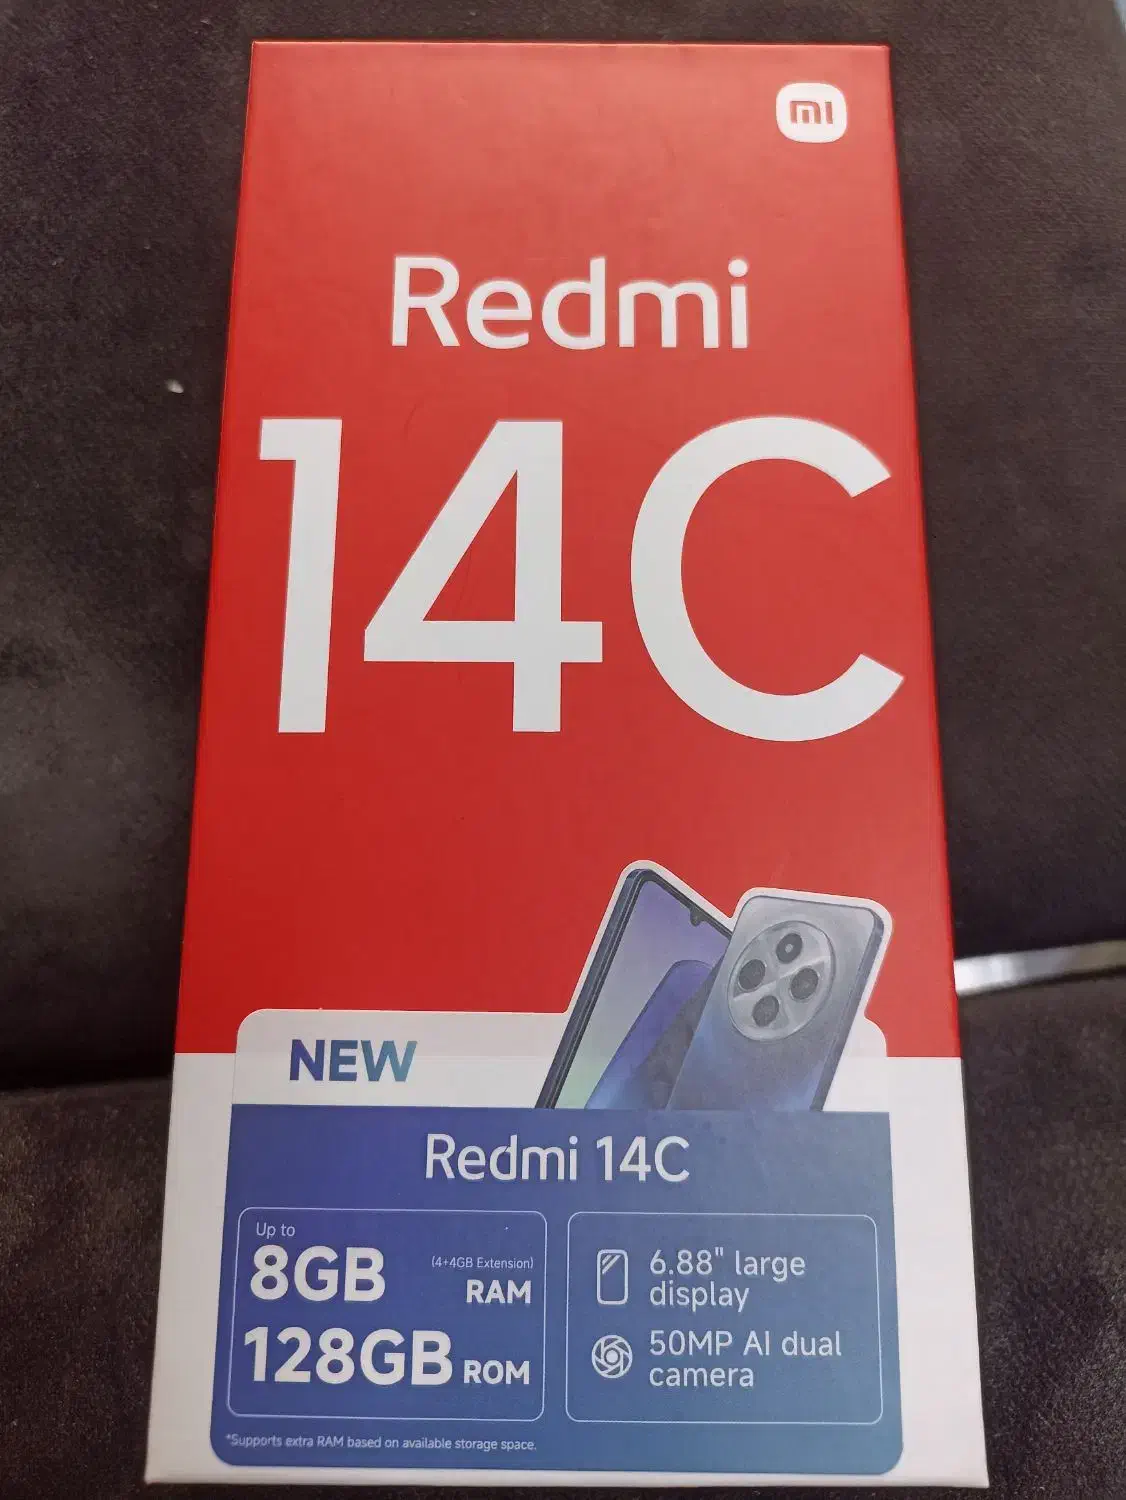 mi
Redmi
14C
NEW
Redmi 14C
Up to
8GB (4+4GB Extension) RAM
128GB ROM
6.88" large
display
50MP AI dual
camera
*Supports extra RAM based on available storage space.